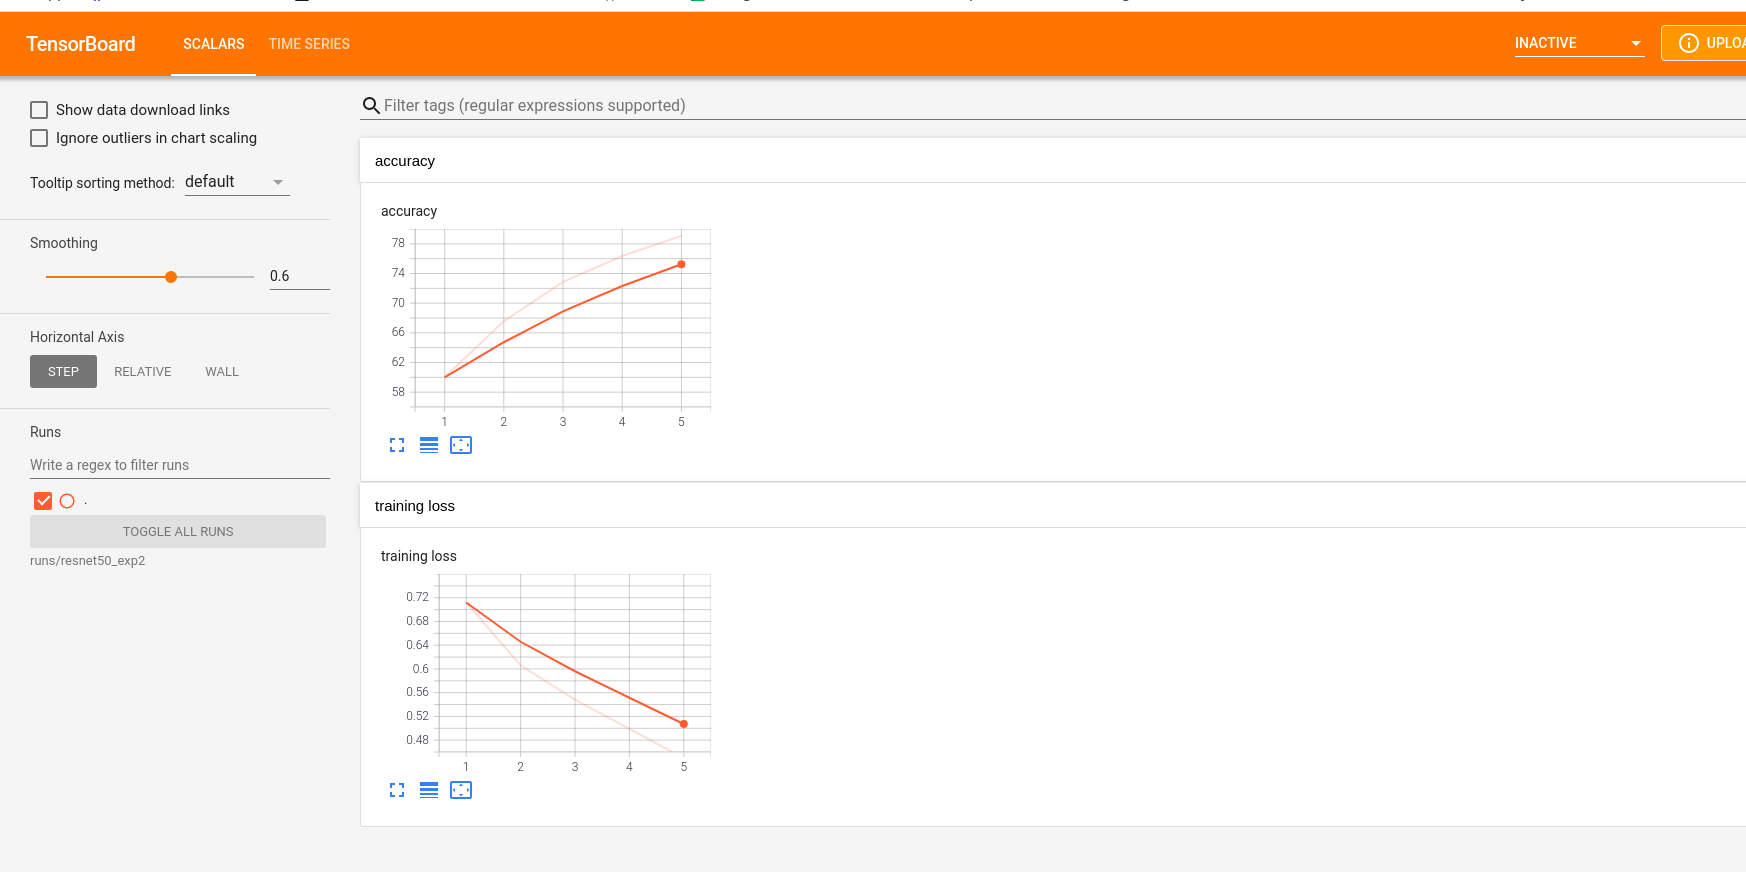 TensorBoard SCALARS TIME SERIES INACTIVE UPLOA
Show data download links
Ignore outliers in chart scaling
Tooltip sorting method: default
Smoothing
0.6
Horizontal Axis
STEP RELATIVE WALL
Runs
Write a regex to filter runs
.
TOGGLE ALL RUNS
runs/resnet50_exp2
Filter tags (regular expressions supported)
accuracy
accuracy
78
74
70
66
62
58
1 2 3 4 5
training loss
training loss
0.72
0.68
0.64
0.6
0.56
0.52
0.48
1 2 3 4 5